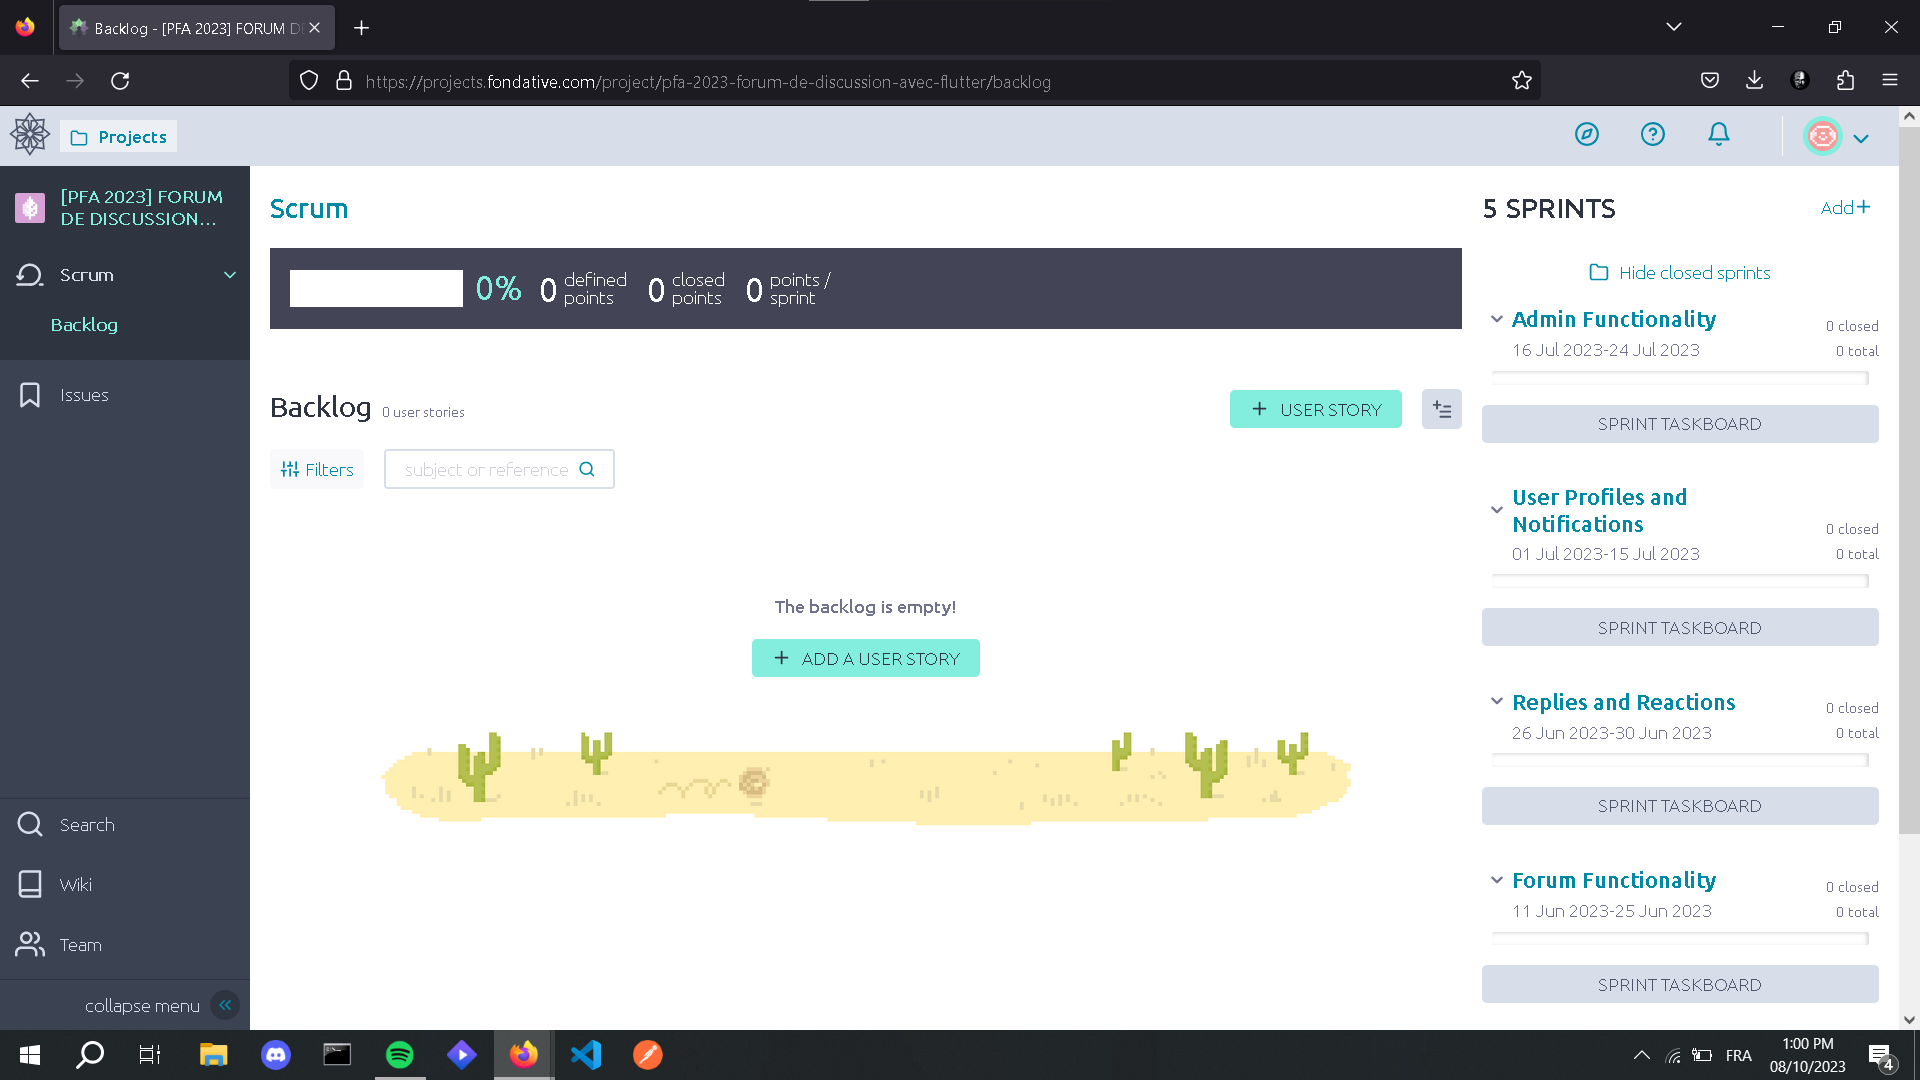 Backlog - [PFA 2023] FORUM DE
https://projects.fondative.com/project/pfa-2023-forum-de-discussion-avec-flutter/backlog
Projects
[PFA 2023] FORUM
DE DISCUSSION...
Scrum
Backlog
Issues
Search
Wiki
Team
collapse menu
Scrum
0%
0 defined points
0 closed points
0 points / sprint
Backlog 0 user stories
+ USER STORY
Filters
subject or reference
The backlog is empty!
+ ADD A USER STORY
5 SPRINTS
Add+
Hide closed sprints
Admin Functionality
0 closed
16 Jul 2023-24 Jul 2023
0 total
SPRINT TASKBOARD
User Profiles and
Notifications
0 closed
01 Jul 2023-15 Jul 2023
0 total
SPRINT TASKBOARD
Replies and Reactions
0 closed
26 Jun 2023-30 Jun 2023
0 total
SPRINT TASKBOARD
Forum Functionality
0 closed
11 Jun 2023-25 Jun 2023
0 total
SPRINT TASKBOARD
FRA
1:00 PM
08/10/2023
4